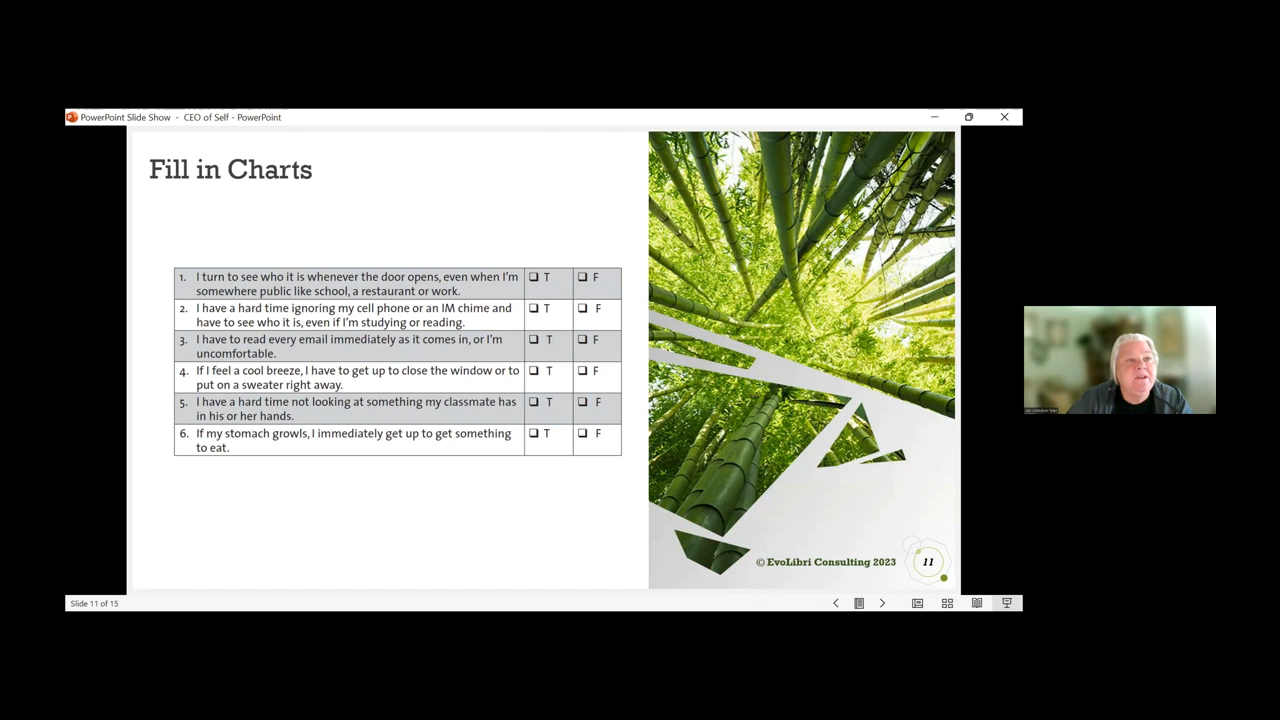 PowerPoint Slide Show - CEO of Self - PowerPoint
Fill in Charts
1. I turn to see who it is whenever the door opens, even when I'm
somewhere public like school, a restaurant or work.
❑ T ❑ F
2. I have a hard time ignoring my cell phone or an IM chime and
have to see who it is, even if I'm studying or reading.
❑ T ❑ F
3. I have to read every email immediately as it comes in, or I'm
uncomfortable.
❑ T ❑ F
4. If I feel a cool breeze, I have to get up to close the window or to
put on a sweater right away.
❑ T ❑ F
5. I have a hard time not looking at something my classmate has
in his or her hands.
❑ T ❑ F
6. If my stomach growls, I immediately get up to get something
to eat.
❑ T ❑ F
© EvoLibri Consulting 2023
11
Slide 11 of 15